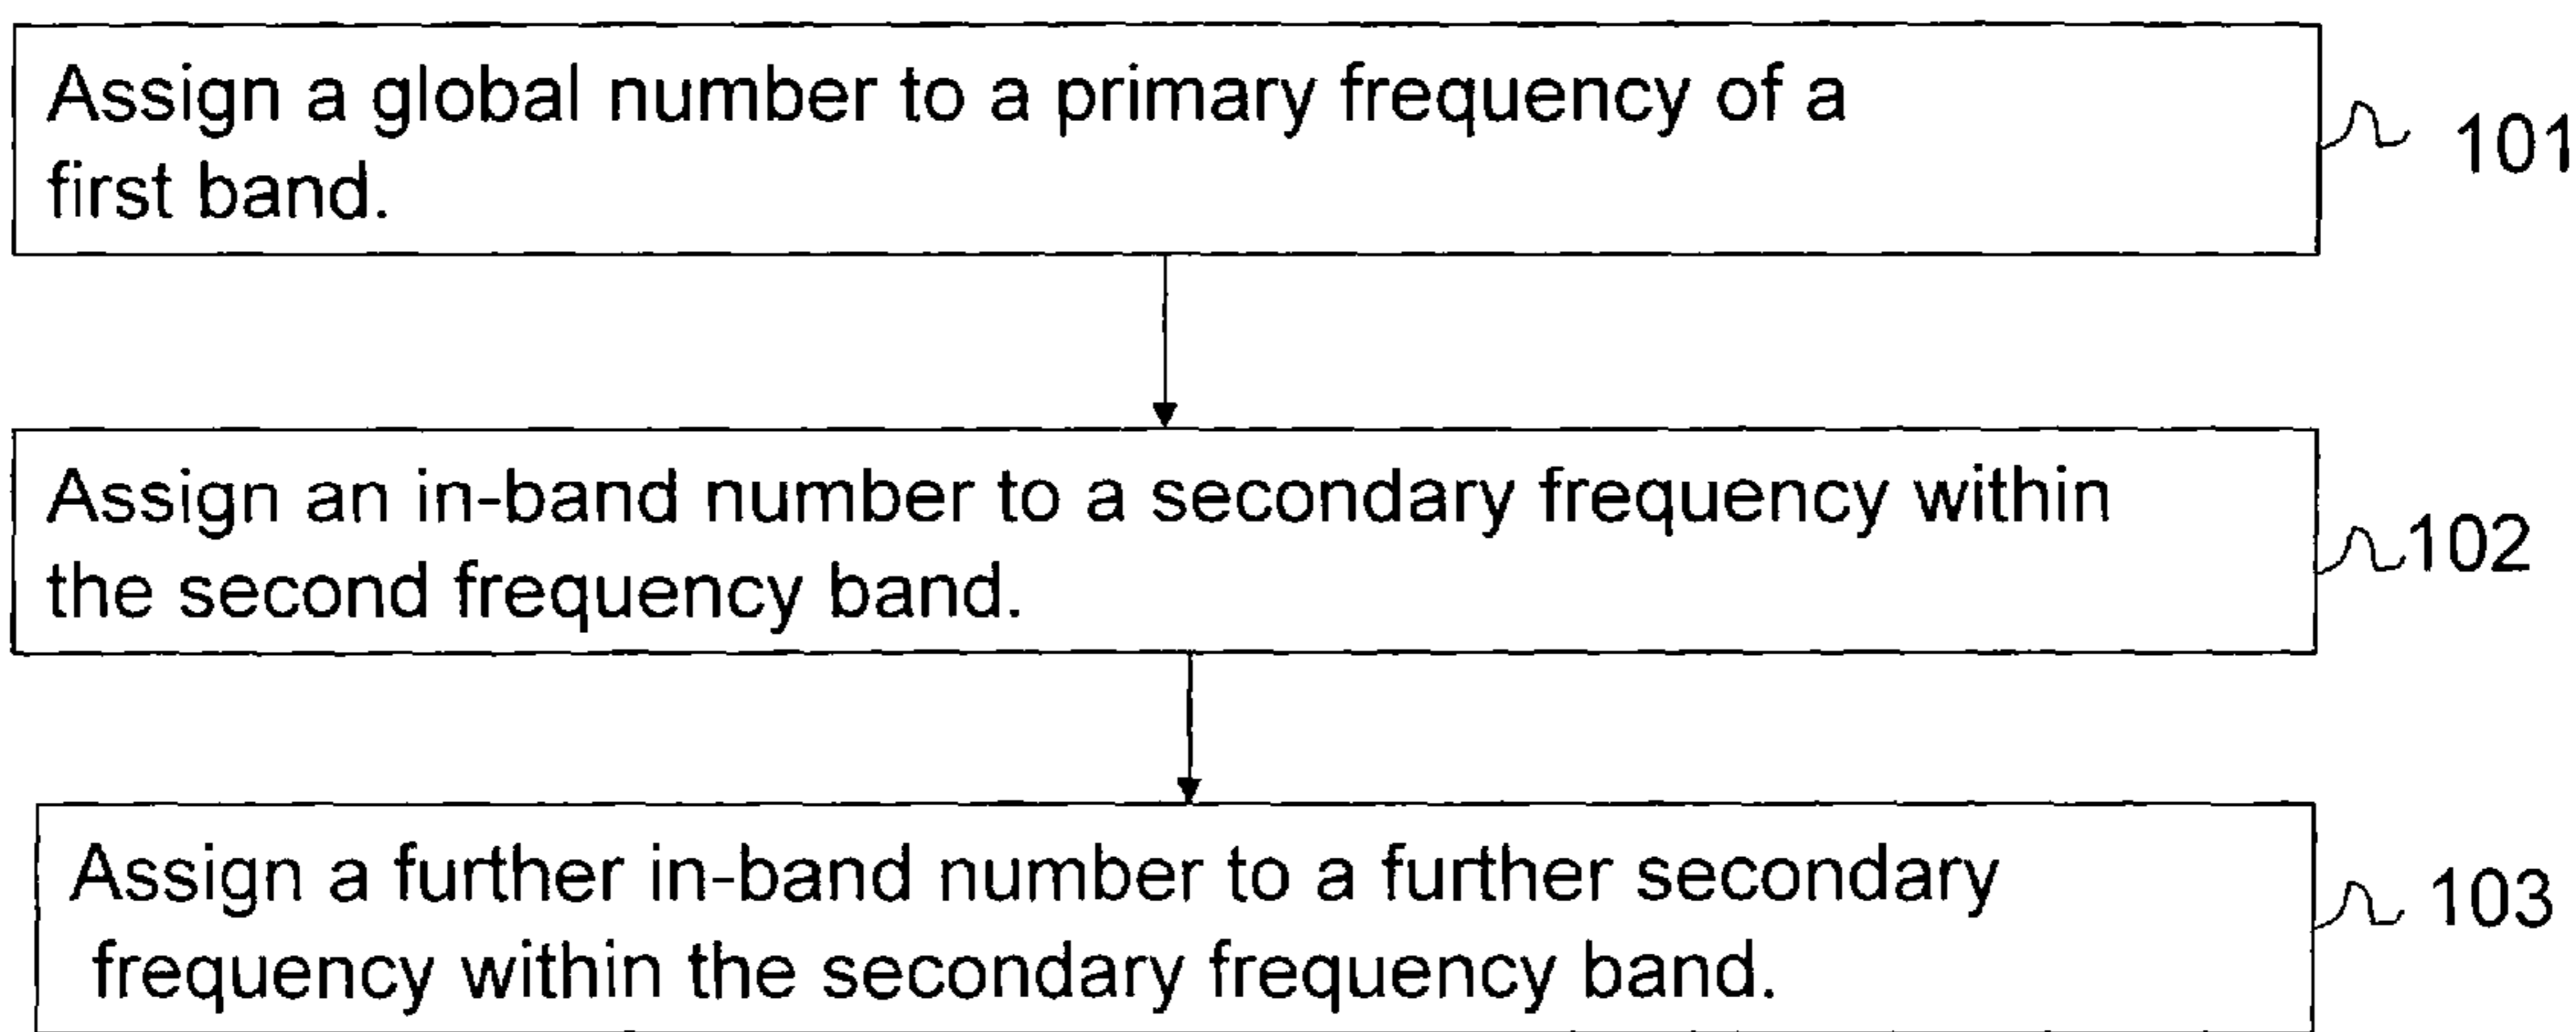 Assign a global number to a primary frequency of a
first band.
101
Assign an in-band number to a secondary frequency within
the second frequency band.
102
Assign a further in-band number to a further secondary
frequency within the secondary frequency band.
103